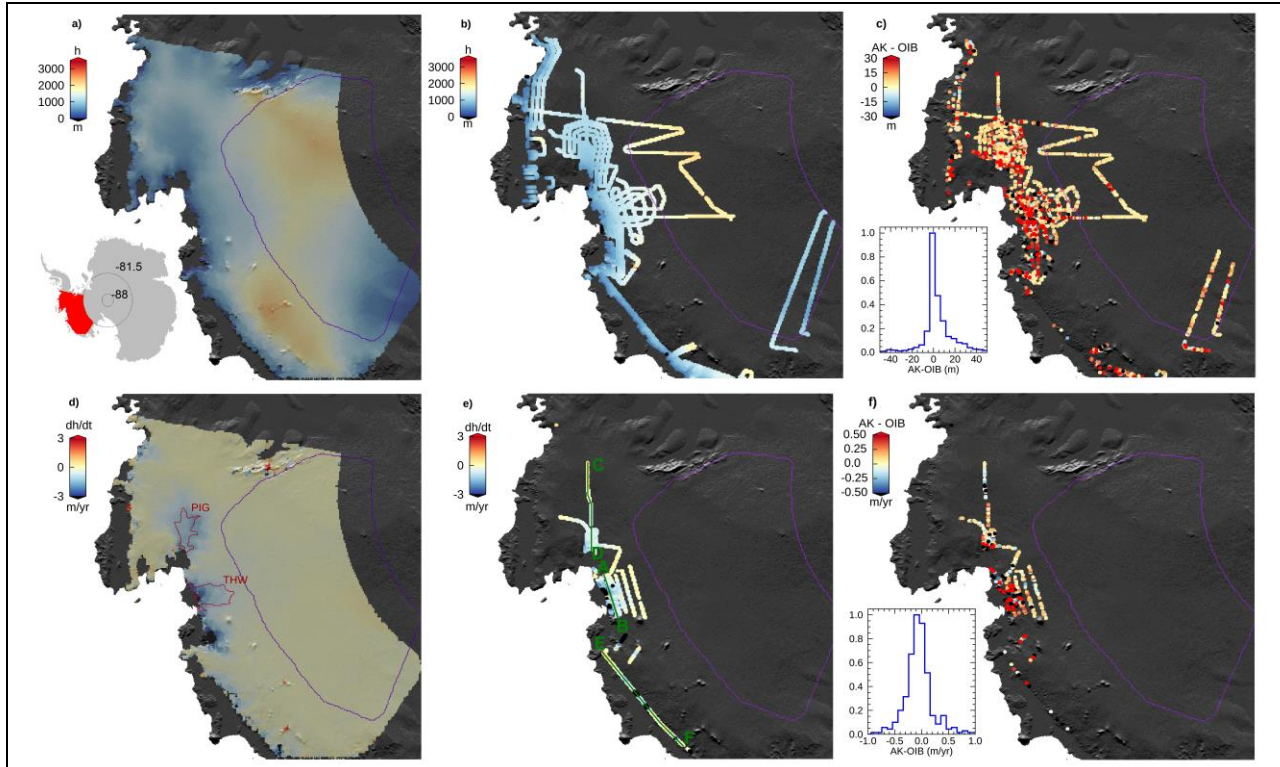 a)
h
3000
2000
1000
0
m
-81.5
-88
b)
h
3000
2000
1000
0
m
c)
AK - OIB
30
15
0
-15
-30
m
1.0
0.8
0.6
0.4
0.2
0.0
-40 -20 0 20 40
AK-OIB (m)
d)
dh/dt
3
0
-3
m/yr
PIG
THW
e)
dh/dt
3
0
-3
m/yr
C
D
A
B
E
F
f)
AK - OIB
0.50
0.25
0.0
-0.25
-0.50
m/yr
1.0
0.8
0.6
0.4
0.2
0.0
-1.0 -0.5 0.0 0.5 1.0
AK-OIB (m/yr)